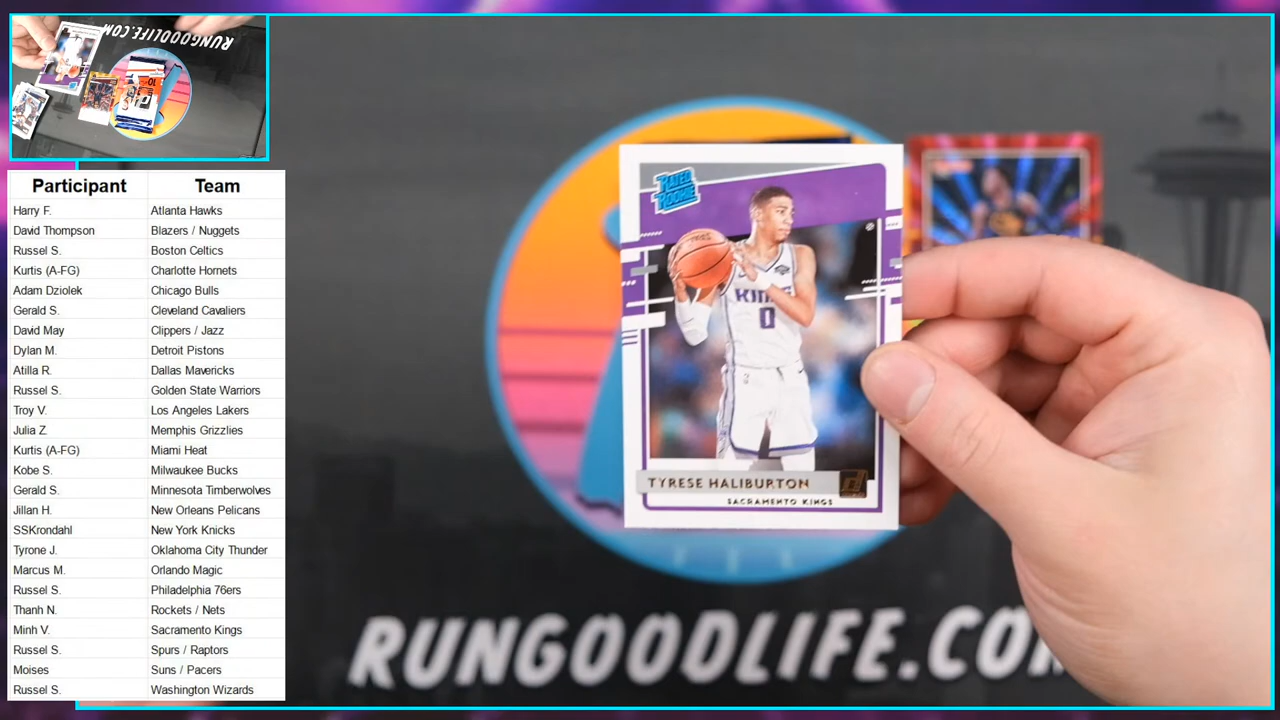 RUNGOODLIFE.COM
Participant Team
Harry F. Atlanta Hawks
David Thompson Blazers / Nuggets
Russel S. Boston Celtics
Kurtis (A-FG) Charlotte Hornets
Adam Dziolek Chicago Bulls
Gerald S. Cleveland Cavaliers
David May Clippers / Jazz
Dylan M. Detroit Pistons
Atilla R. Dallas Mavericks
Russel S. Golden State Warriors
Troy V. Los Angeles Lakers
Julia Z. Memphis Grizzlies
Kurtis (A-FG) Miami Heat
Kobe S. Milwaukee Bucks
Gerald S. Minnesota Timberwolves
Jillan H. New Orleans Pelicans
SSKrondahl New York Knicks
Tyrone J. Oklahoma City Thunder
Marcus M. Orlando Magic
Russel S. Philadelphia 76ers
Thanh N. Rockets / Nets
Minh V. Sacramento Kings
Russel S. Spurs / Raptors
Moises Suns / Pacers
Russel S. Washington Wizards
RATED
ROOKIE
KINGS
0
TYRESE HALIBURTON
SACRAMENTO KINGS
RUNGOODLIFE.CO